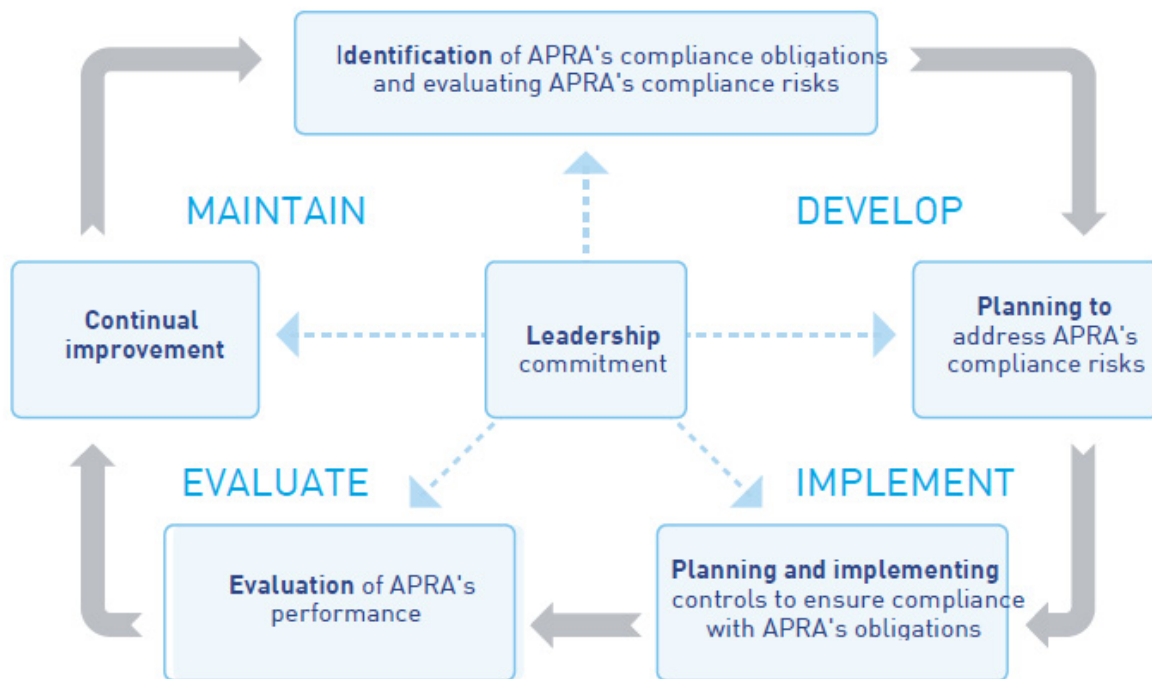 Identification of APRA's compliance obligations
and evaluating APRA's compliance risks
MAINTAIN
DEVELOP
Continual
improvement
Leadership
commitment
Planning to
address APRA's
compliance risks
EVALUATE
IMPLEMENT
Evaluation of APRA's
performance
Planning and implementing
controls to ensure compliance
with APRA's obligations